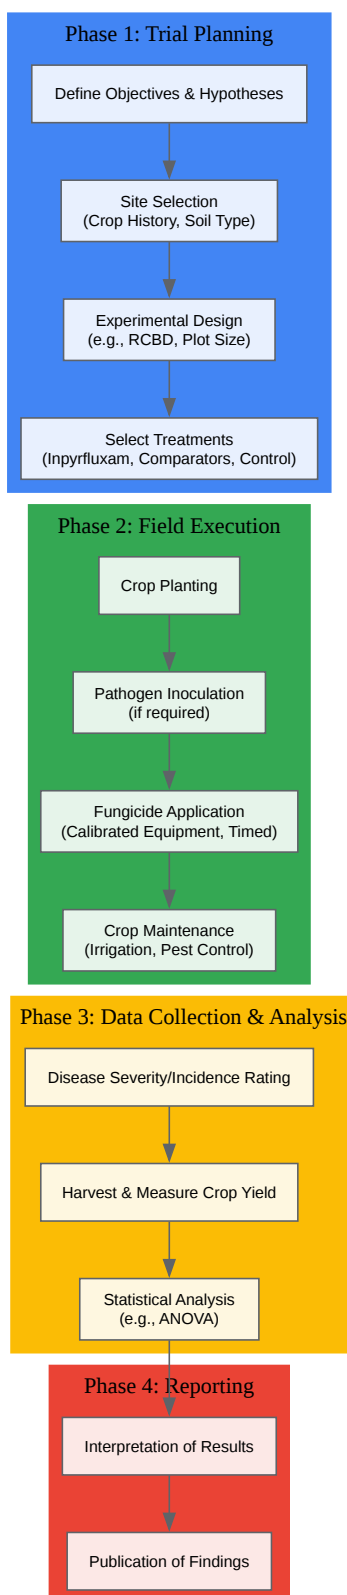 Phase 1: Trial Planning
Define Objectives & Hypotheses
Site Selection
(Crop History, Soil Type)
Experimental Design
(e.g., RCBD, Plot Size)
Select Treatments
(Inpyrfluxam, Comparators, Control)
Phase 2: Field Execution
Crop Planting
Pathogen Inoculation
(if required)
Fungicide Application
(Calibrated Equipment, Timed)
Crop Maintenance
(Irrigation, Pest Control)
Phase 3: Data Collection & Analysis
Disease Severity/Incidence Rating
Harvest & Measure Crop Yield
Statistical Analysis
(e.g., ANOVA)
Phase 4: Reporting
Interpretation of Results
Publication of Findings